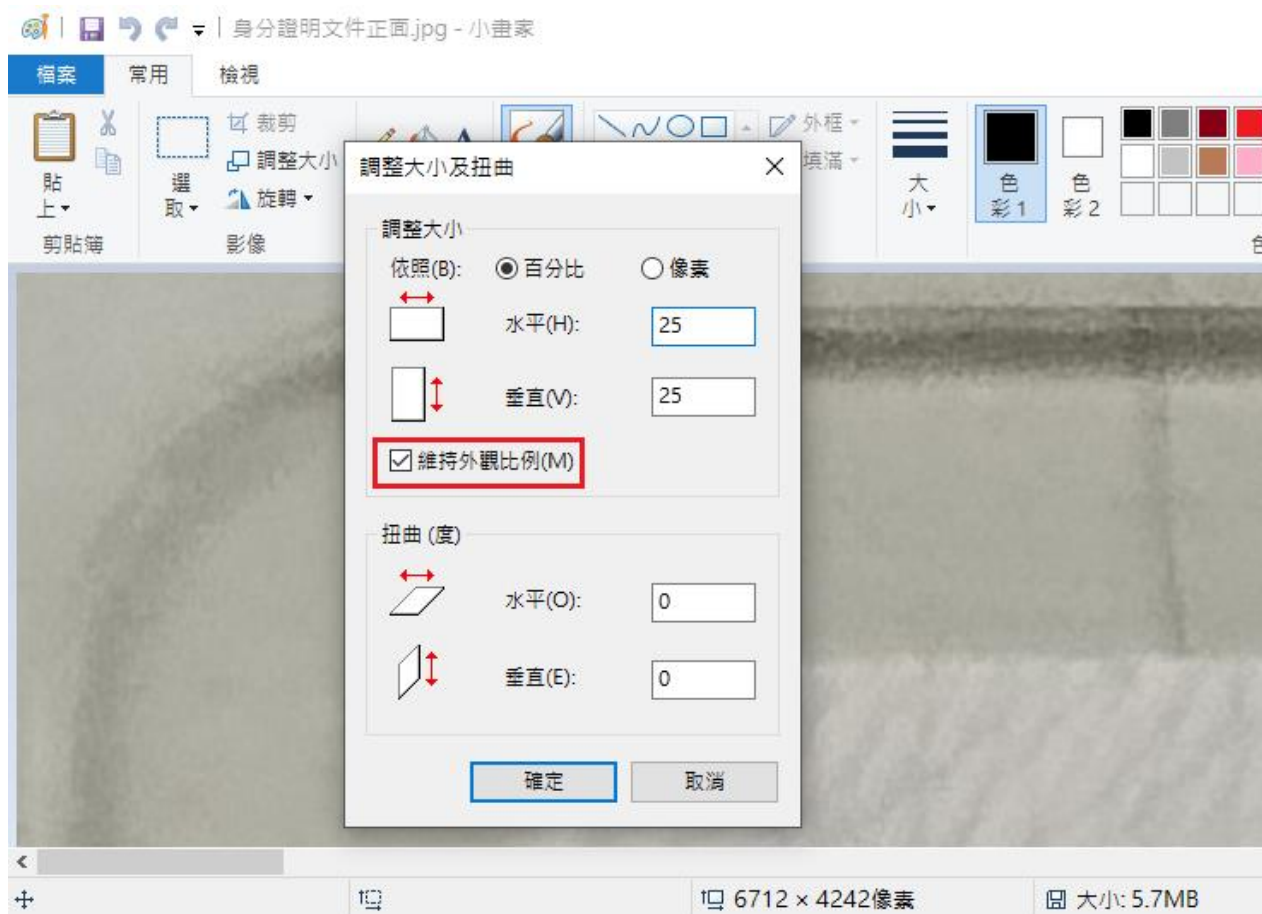 身分證明文件正面.jpg - 小畫家
檔案 常用 檢視
貼上
剪貼簿
選取
裁剪
調整大小
旋轉
影像
外框
填滿
大小
色彩 1
色彩 2
調整大小及扭曲
調整大小
依照(B): 百分比 像素
水平(H): 25
垂直(V): 25
維持外觀比例(M)
扭曲 (度)
水平(O): 0
垂直(E): 0
確定 取消
6712 × 4242像素 大小: 5.7MB